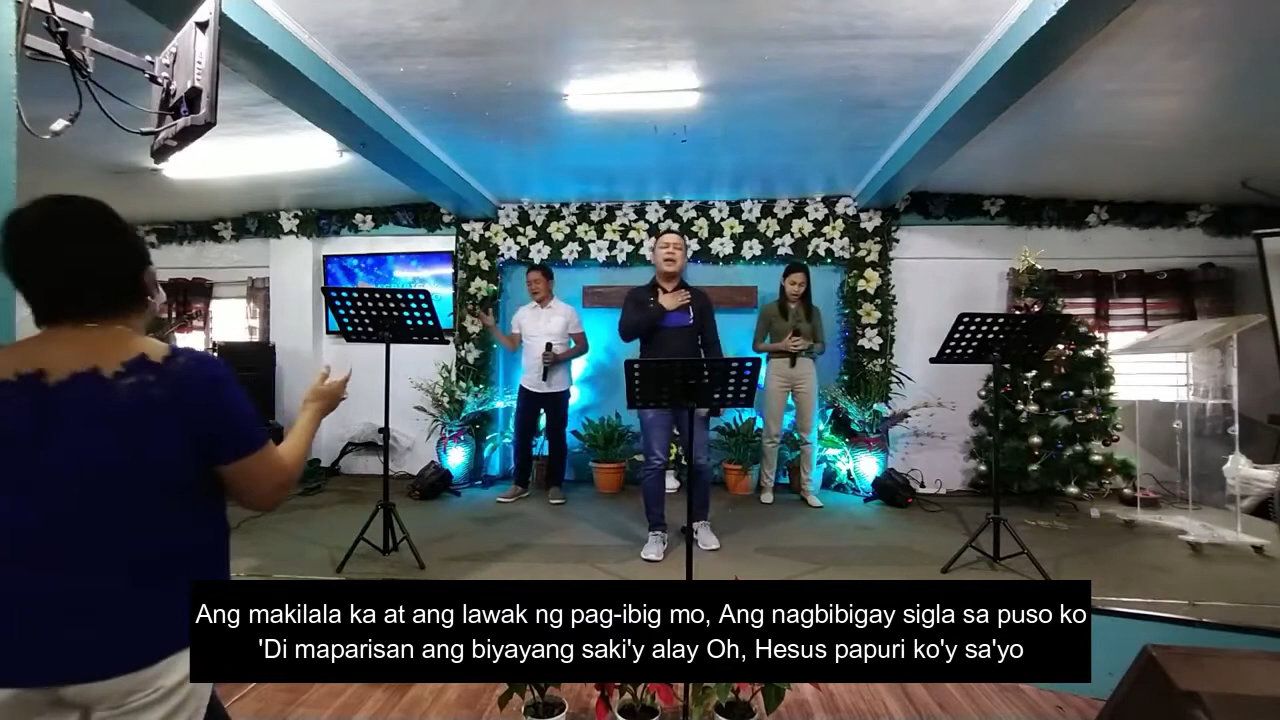 Ang makilala ka at ang lawak ng pag-ibig mo, Ang nagbibigay sigla sa puso ko
'Di maparisan ang biyayang saki'y alay Oh, Hesus papuri ko'y sa'yo